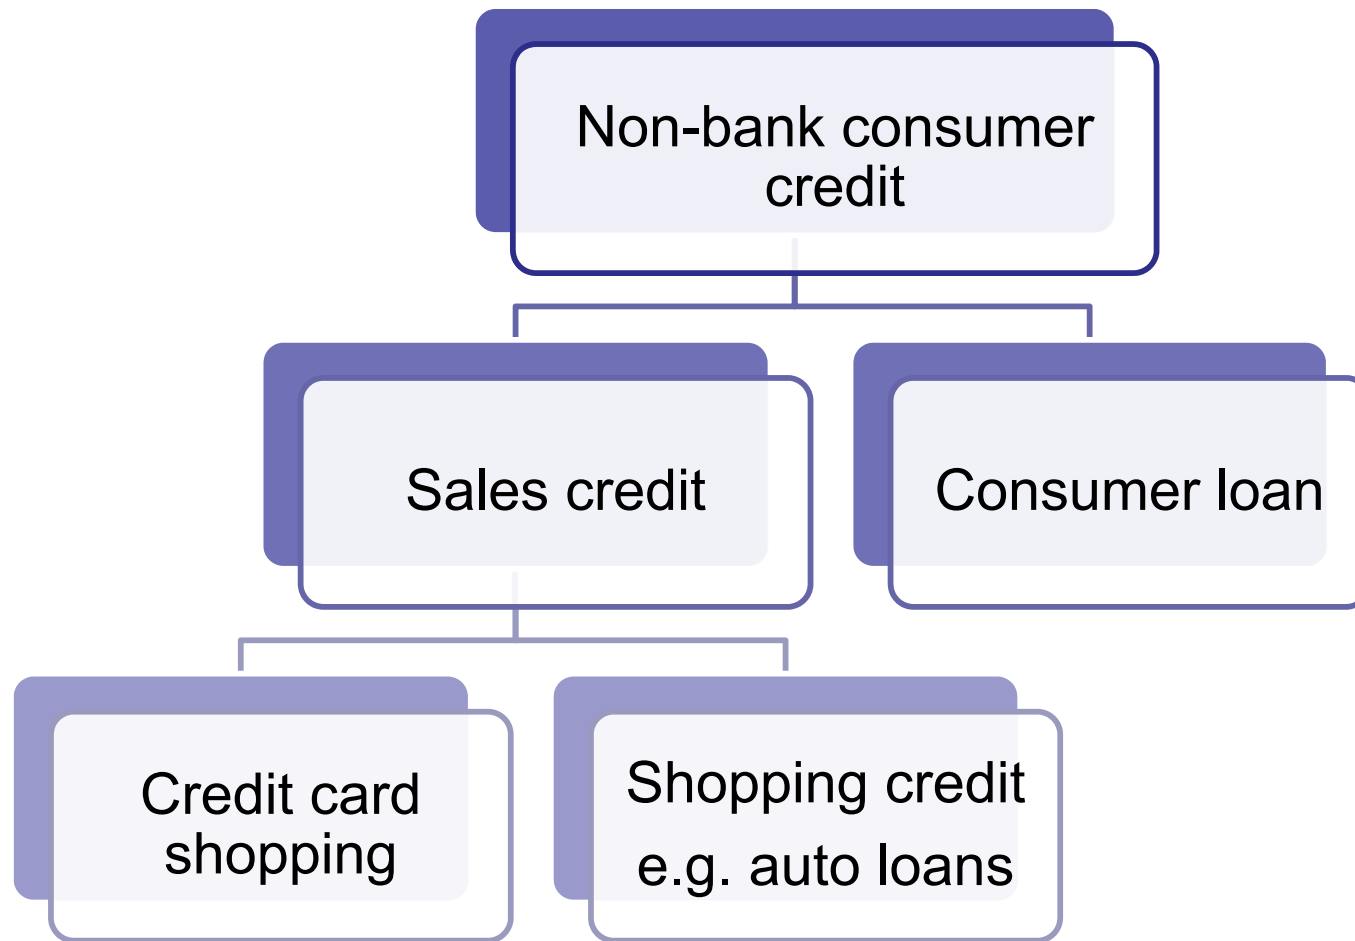 Non-bank consumer
credit
Sales credit
Consumer loan
Credit card
shopping
Shopping credit
e.g. auto loans